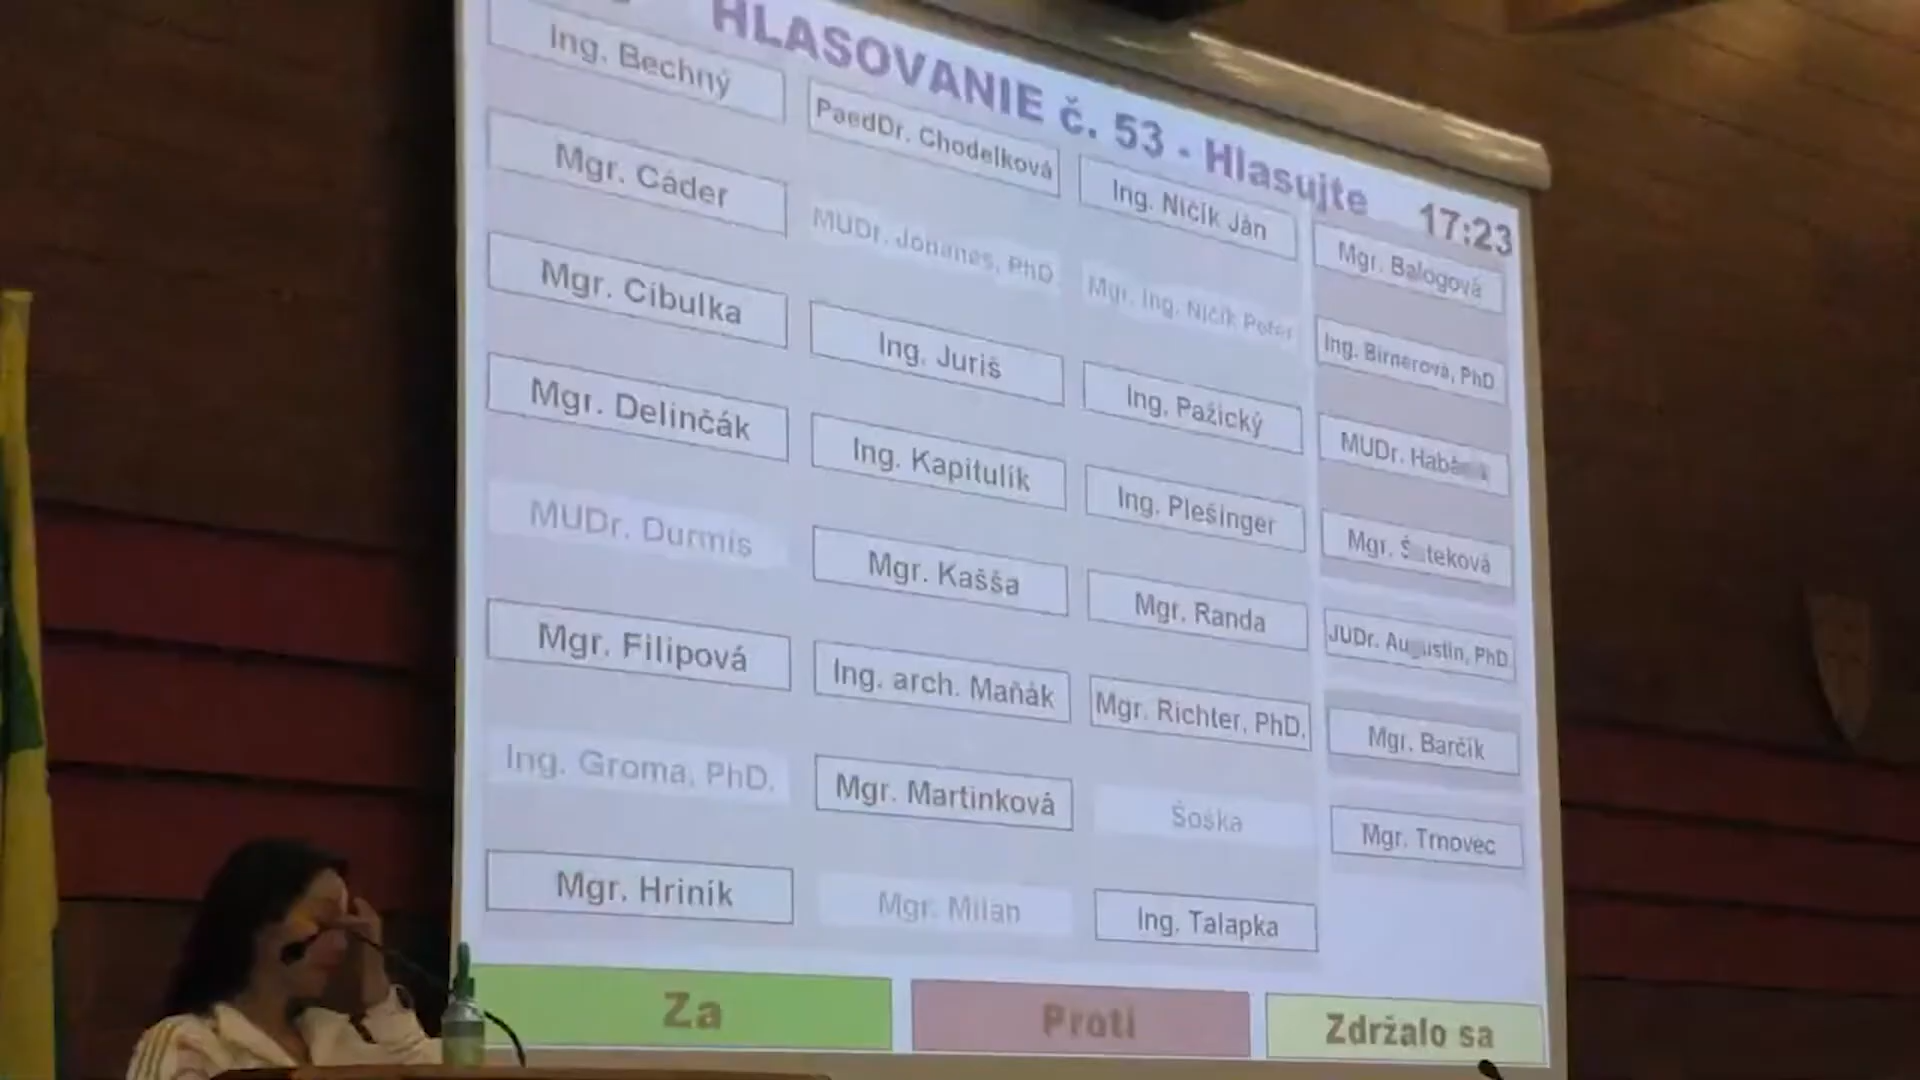 HLASOVANIE č. 53 - Hlasujte
17:23
Ing. Bechný
Mgr. Cáder
Mgr. Cibulka
Mgr. Delinčák
MUDr. Durmis
Mgr. Filipová
Ing. Groma, PhD.
Mgr. Hriník
PaedDr. Chodelková
MUDr. Johanes, PhD.
Ing. Juriš
Ing. Kapitulík
Mgr. Kašša
Ing. arch. Maňák
Mgr. Martinková
Mgr. Milan
Ing. Ničík Ján
Mgr. Ing. Ničík Peter
Ing. Pažický
Ing. Plešinger
Mgr. Randa
Mgr. Richter, PhD.
Šoška
Ing. Talapka
Mgr. Balogová
Ing. Birnerová, PhD.
MUDr.
Mgr.
JUDr. Augustin, PhD.
Mgr. Barčík
Mgr. Trnovec
Za
Proti
Zdržalo sa